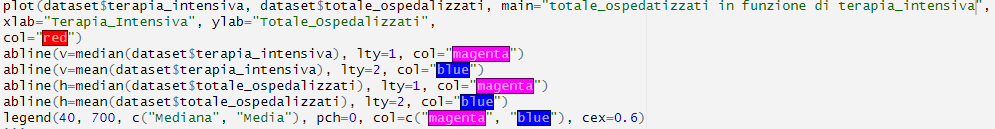 plot(dataset$terapia_intensiva, dataset$totale_ospedalizzati, main="totale_ospedatizzati in funzione di terapia_intensiva",
xlab="Terapia_Intensiva", ylab="Totale_Ospedalizzati",
col="red")
abline(v=median(dataset$terapia_intensiva), lty=1, col="magenta")
abline(v=mean(dataset$terapia_intensiva), lty=2, col="blue")
abline(h=median(dataset$totale_ospedalizzati), lty=1, col="magenta")
abline(h=mean(dataset$totale_ospedalizzati), lty=2, col="blue")
legend(40, 700, c("Mediana", "Media"), pch=0, col=c("magenta", "blue"), cex=0.6)